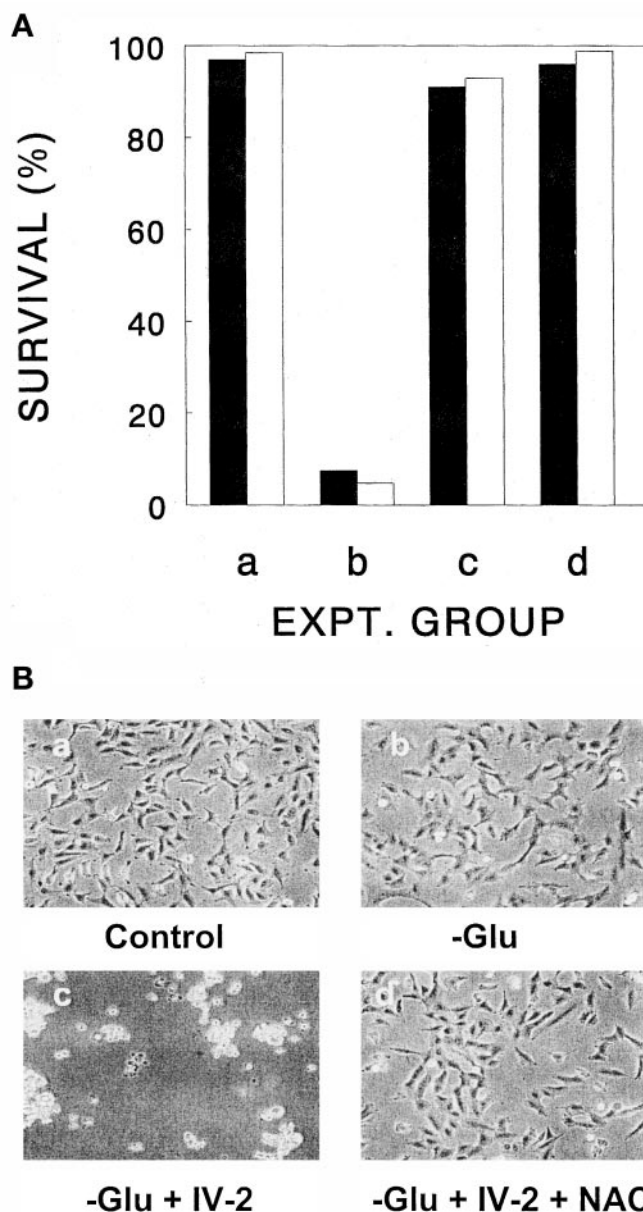 A
SURVIVAL (%)
100
80
60
40
20
0
a b c d
EXPT. GROUP
B
a b
Control -Glu
c d
-Glu + IV-2 -Glu + IV-2 + NAC